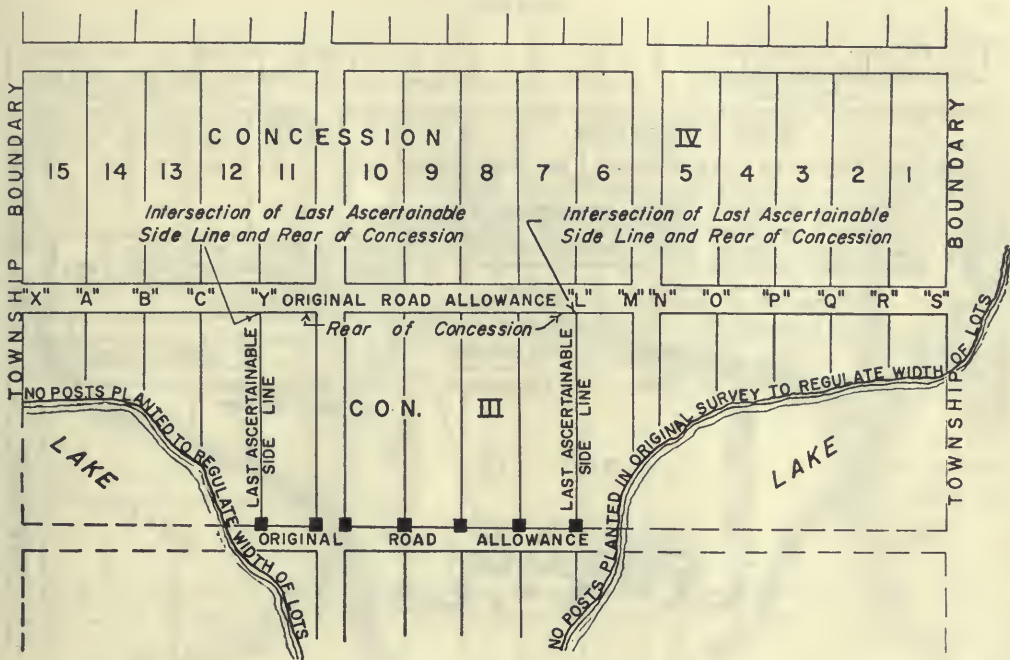 CONCESSION IV
15 14 13 12 11 10 9 8 7 6 5 4 3 2 1
Intersection of Last Ascertainable
Side Line and Rear of Concession
Intersection of Last Ascertainable
Side Line and Rear of Concession
TOWNSHIP BOUNDARY
TOWNSHIP BOUNDARY
"X" "A" "B" "C" "Y" ORIGINAL ROAD ALLOWANCE "L" "M" "N" "O" "P" "Q" "R" "S"
Rear of Concession
LAST ASCERTAINABLE
SIDE LINE
LAST ASCERTAINABLE
SIDE LINE
CON. III
NO POSTS PLANTED TO REGULATE WIDTH OF LOTS
NO POSTS PLANTED IN ORIGINAL SURVEY TO REGULATE WIDTH OF LOTS
LAKE
LAKE
ORIGINAL ROAD ALLOWANCE